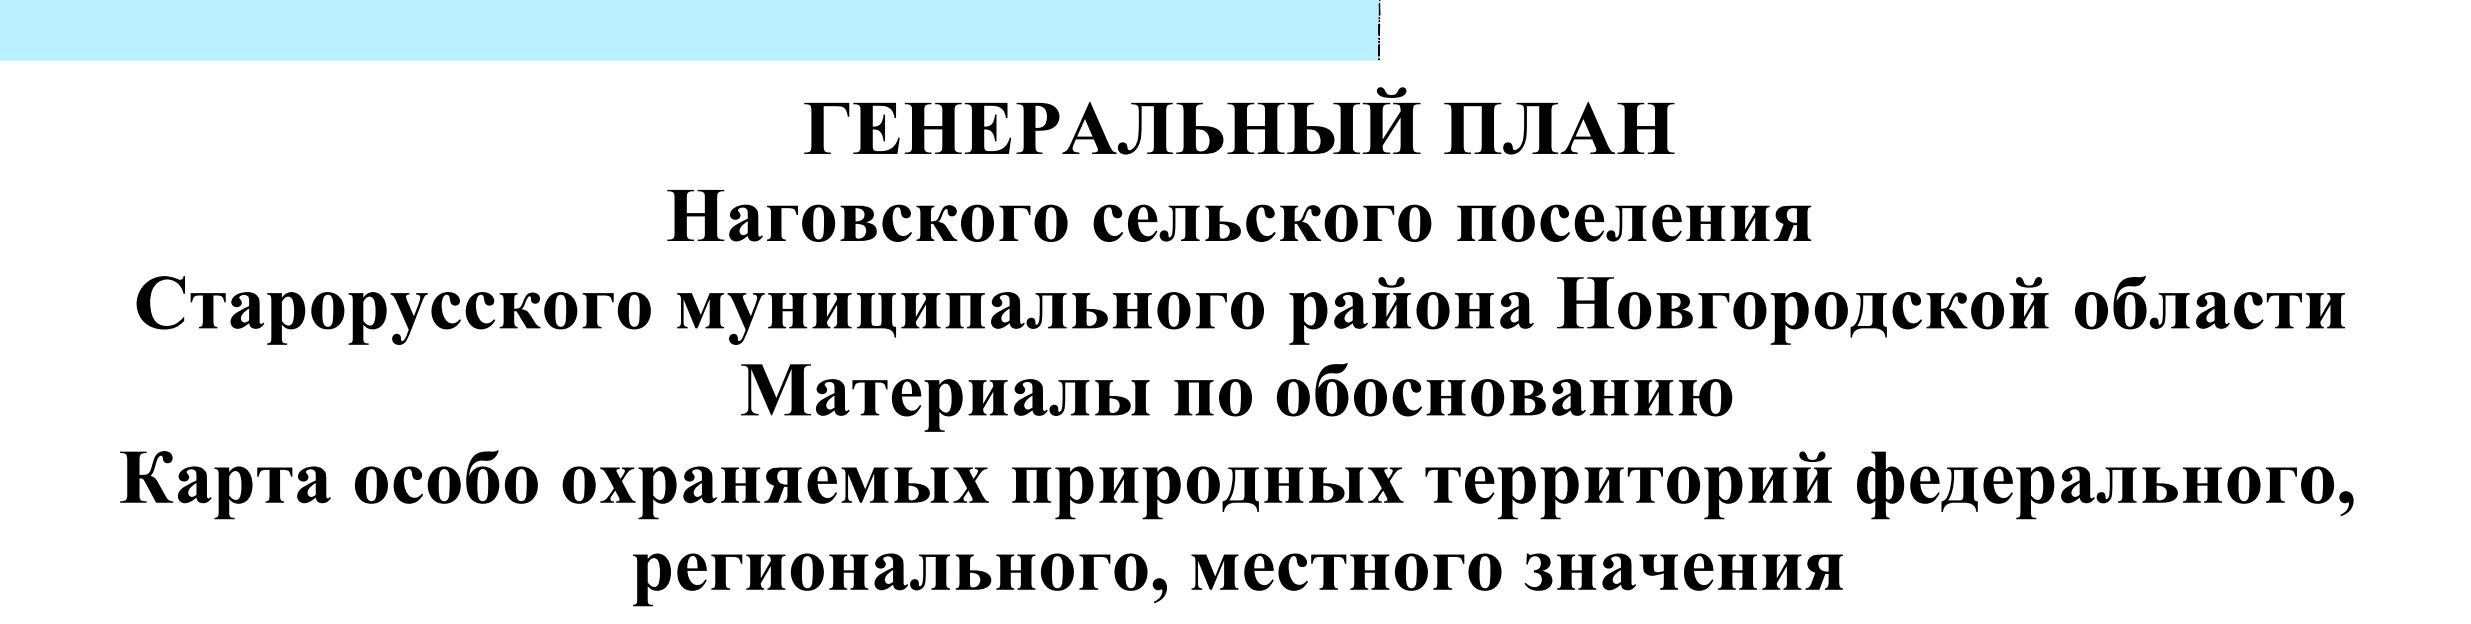 ГЕНЕРАЛЬНЫЙ ПЛАН
Наговского сельского поселения
Старорусского муниципального района Новгородской области
Материалы по обоснованию
Карта особо охраняемых природных территорий федерального,
регионального, местного значения